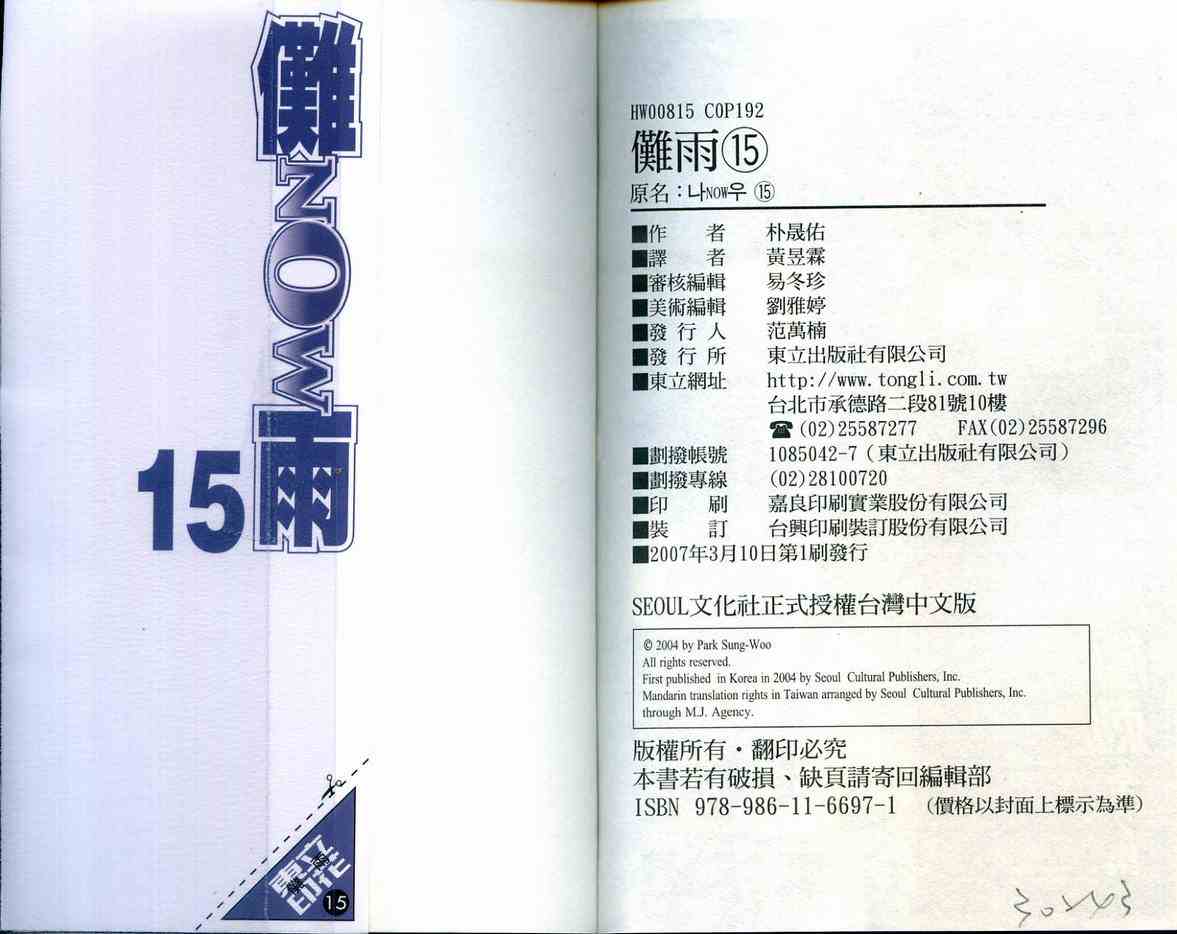 儺NOW雨
15
東立
印花
儺雨
15
HW00815 COP192
儺雨⑮
原名：나NOW우 ⑮
■作　者 朴晟佑
■譯　者 黃昱霖
■審核編輯 易冬珍
■美術編輯 劉雅婷
■發 行 人 范萬楠
■發 行 所 東立出版社有限公司
■東立網址 http://www.tongli.com.tw
台北市承德路二段81號10樓
☎(02)25587277 FAX(02)25587296
■劃撥帳號 1085042-7（東立出版社有限公司）
■劃撥專線 (02)28100720
■印　刷 嘉良印刷實業股份有限公司
■裝　訂 台興印刷裝訂股份有限公司
■2007年3月10日第1刷發行
SEOUL文化社正式授權台灣中文版
© 2004 by Park Sung-Woo
All rights reserved.
First published in Korea in 2004 by Seoul Cultural Publishers, Inc.
Mandarin translation rights in Taiwan arranged by Seoul Cultural Publishers, Inc.
through M.J. Agency.
版權所有・翻印必究
本書若有破損、缺頁請寄回編輯部
ISBN 978-986-11-6697-1 （價格以封面上標示為準）